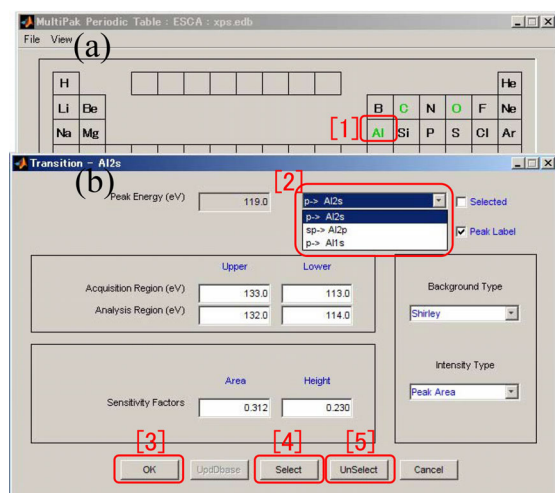 MultiPak Periodic Table : ESCA : xps.edb
File View
(a)
H He
Li Be B C N O F Ne
Na Mg [1] Al Si P S Cl Ar
Transition - Al2s
(b)
[2]
Peak Energy (eV) 119.0 p-> Al2s Selected
p-> Al2s
sp-> Al2p Peak Label
p-> Al1s
Upper Lower
Acquisition Region (eV) 133.0 113.0
Analysis Region (eV) 132.0 114.0
Background Type
Shirley
Intensity Type
Peak Area
Area Height
Sensitivity Factors 0.312 0.230
[3] [4] [5]
OK UpdDbase Select UnSelect Cancel